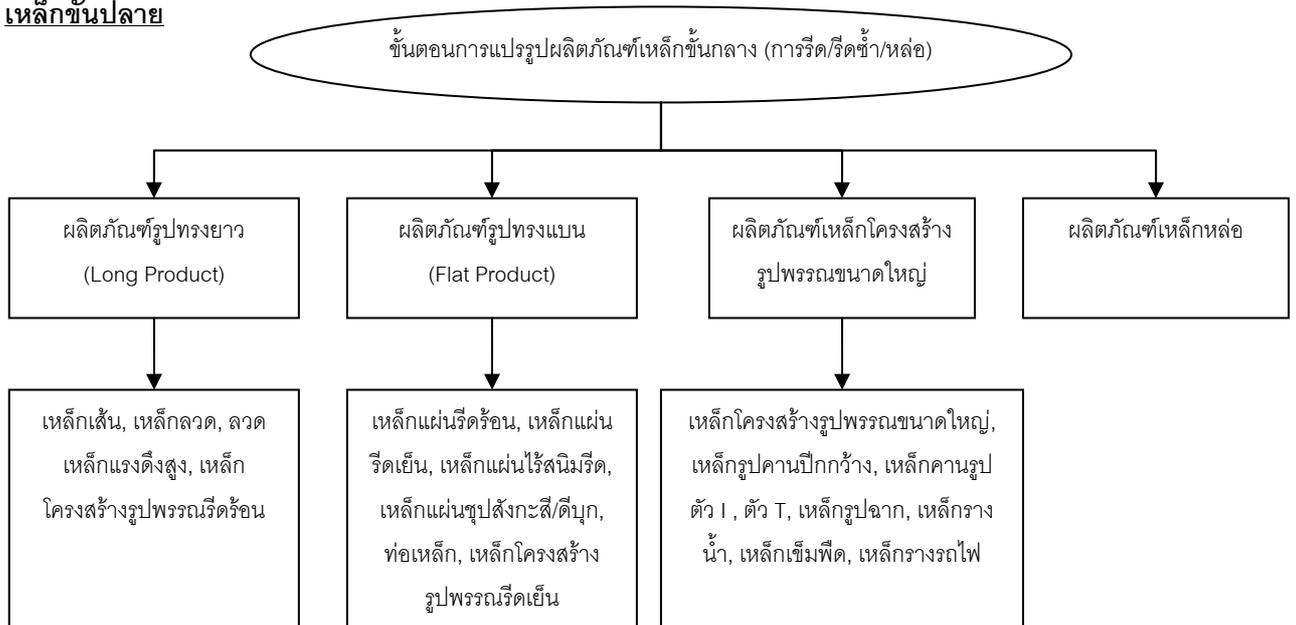 เหล็กขั้นปลาย
ขั้นตอนการแปรรูปผลิตภัณฑ์เหล็กขั้นกลาง (การรีด/รีดซ้ำ/หล่อ)
ผลิตภัณฑ์รูปทรงยาว
(Long Product)
ผลิตภัณฑ์รูปทรงแบน
(Flat Product)
ผลิตภัณฑ์เหล็กโครงสร้าง
รูปพรรณขนาดใหญ่
ผลิตภัณฑ์เหล็กหล่อ
เหล็กเส้น, เหล็กลวด, ลวด
เหล็กแรงดึงสูง, เหล็ก
โครงสร้างรูปพรรณรีดร้อน
เหล็กแผ่นรีดร้อน, เหล็กแผ่น
รีดเย็น, เหล็กแผ่นไร้สนิมรีด,
เหล็กแผ่นชุปสังกะสี/ดีบุก,
ท่อเหล็ก, เหล็กโครงสร้าง
รูปพรรณรีดเย็น
เหล็กโครงสร้างรูปพรรณขนาดใหญ่,
เหล็กรูปคานปีกกว้าง, เหล็กคานรูป
ตัว I , ตัว T, เหล็กรูปฉาก, เหล็กราง
น้ำ, เหล็กเข็มพืด, เหล็กรางรถไฟ